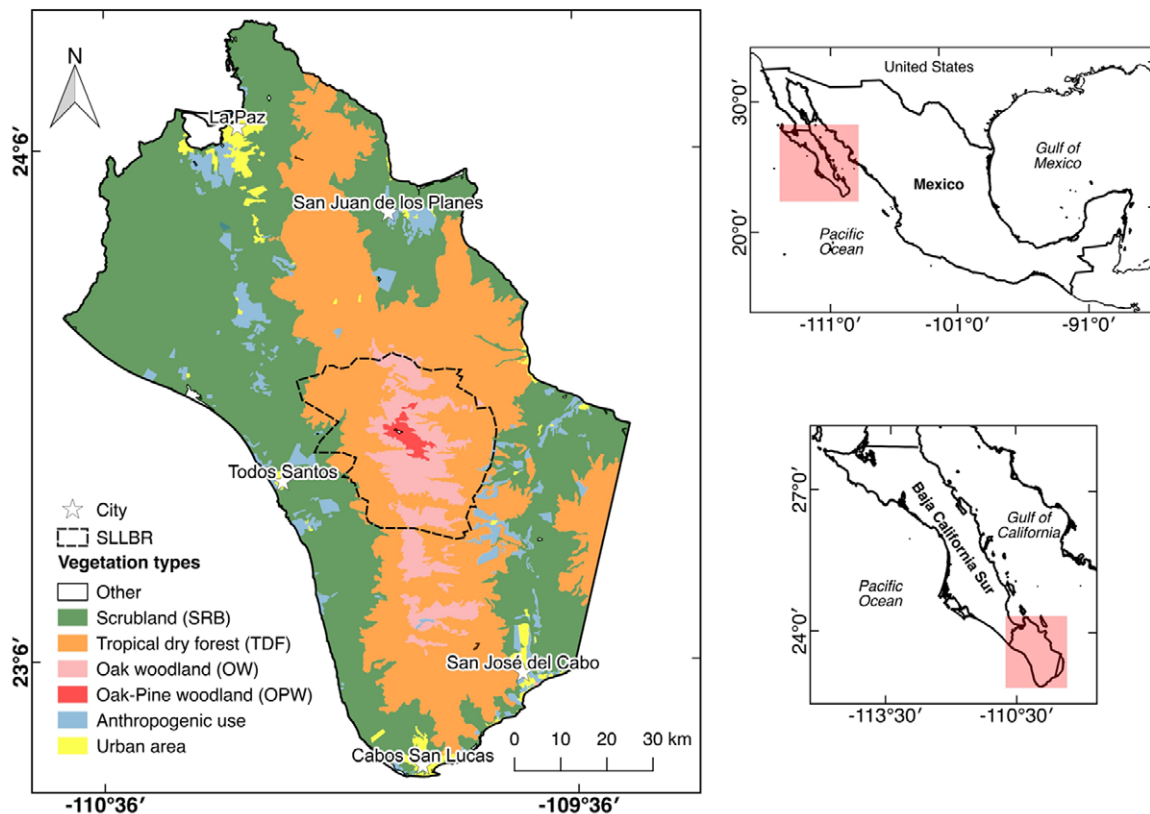 N
La Paz
San Juan de los Planes
Todos Santos
San José del Cabo
Cabos San Lucas
24°6′
23°6′
-110°36′
-109°36′
City
SLLBR
Vegetation types
Other
Scrubland (SRB)
Tropical dry forest (TDF)
Oak woodland (OW)
Oak-Pine woodland (OPW)
Anthropogenic use
Urban area
0 10 20 30 km
United States
Gulf of
Mexico
Mexico
Pacific
Ocean
30°0′
20°0′
-111°0′
-101°0′
-91°0′
Baja California Sur
Gulf of
California
Pacific
Ocean
27°0′
24°0′
-113°30
-110°30